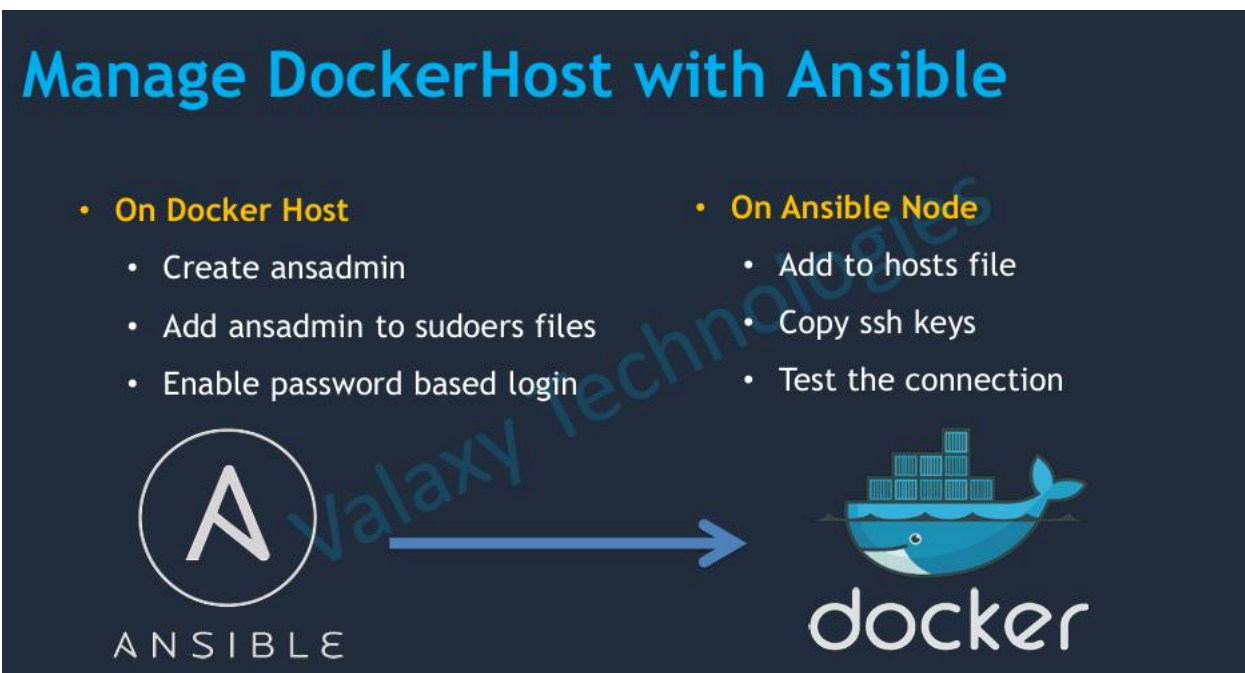 Manage DockerHost with Ansible
• On Docker Host
• Create ansadmin
• Add ansadmin to sudoers files
• Enable password based login
• On Ansible Node
• Add to hosts file
• Copy ssh keys
• Test the connection
Valaxy Technologies
ANSIBLE
docker